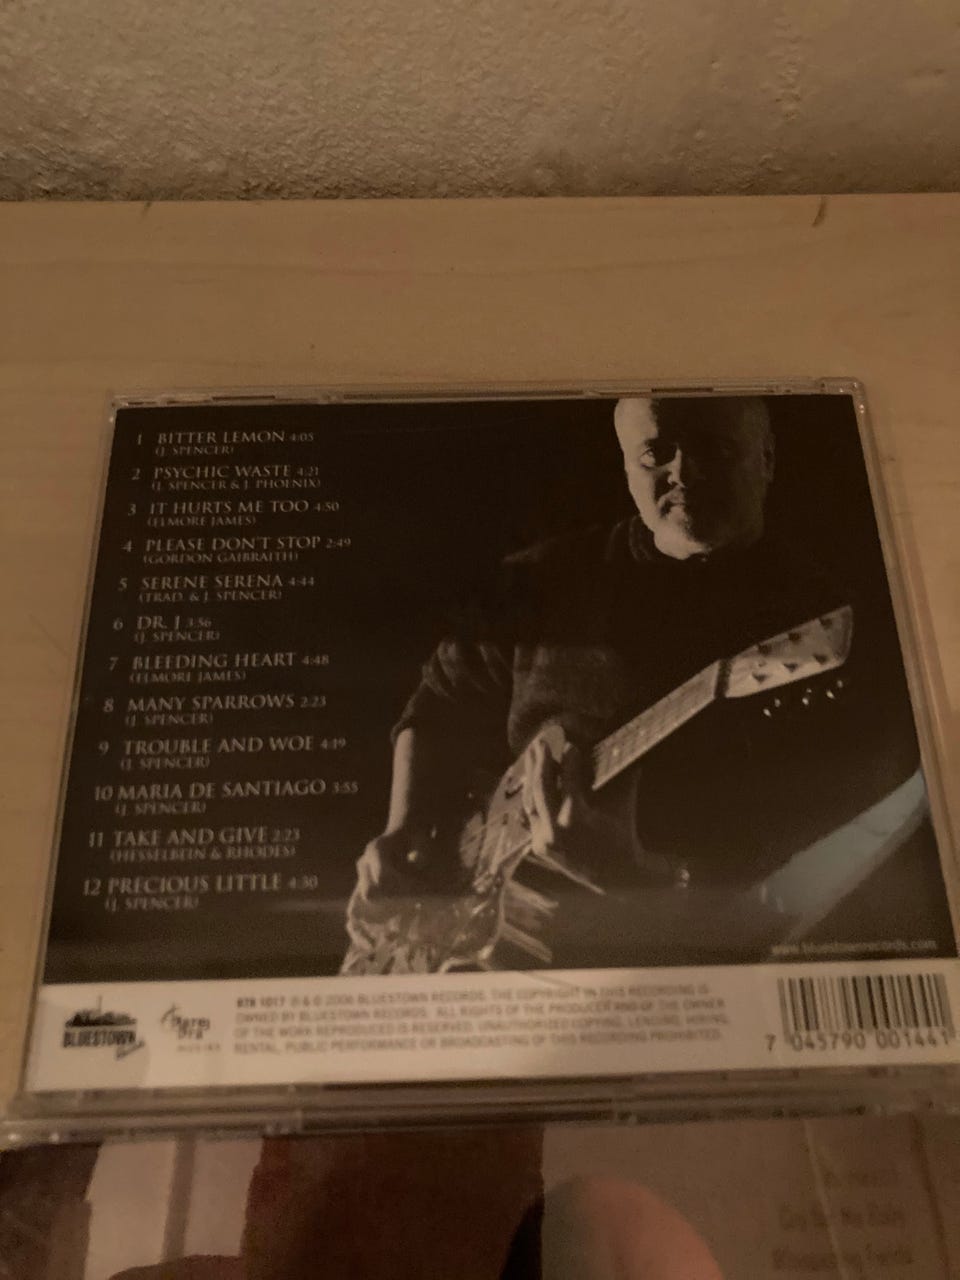 1 BITTER LEMON 4:05
(J. SPENCER)
2 PSYCHIC WASTE 4:21
(J. SPENCER & J. PHOENIX)
3 IT HURTS ME TOO 4:50
(ELMORE JAMES)
4 PLEASE DON'T STOP 2:49
(GORDON GALBRAITH)
5 SERENE SERENA 4:44
(TRAD. & J. SPENCER)
6 DR. J 3:56
(J. SPENCER)
7 BLEEDING HEART 4:48
(ELMORE JAMES)
8 MANY SPARROWS 2:23
(J. SPENCER)
9 TROUBLE AND WOE 4:19
(J. SPENCER)
10 MARIA DE SANTIAGO 3:55
(J. SPENCER)
11 TAKE AND GIVE 2:23
(HESSELBEIN & RHODES)
12 PRECIOUS LITTLE 4:30
(J. SPENCER)
www.bluestownrecords.com
BTR 1017 ℗ & © 2006 BLUESTOWN RECORDS. THE COPYRIGHT IN THIS RECORDING IS
OWNED BY BLUESTOWN RECORDS. ALL RIGHTS OF THE PRODUCER AND OF THE OWNER
OF THE WORK REPRODUCED IS RESERVED. UNAUTHORIZED COPYING, LENDING, HIRING,
RENTAL, PUBLIC PERFORMANCE OR BROADCASTING OF THIS RECORDING PROHIBITED.
BLUESTOWN
7 045790 001441